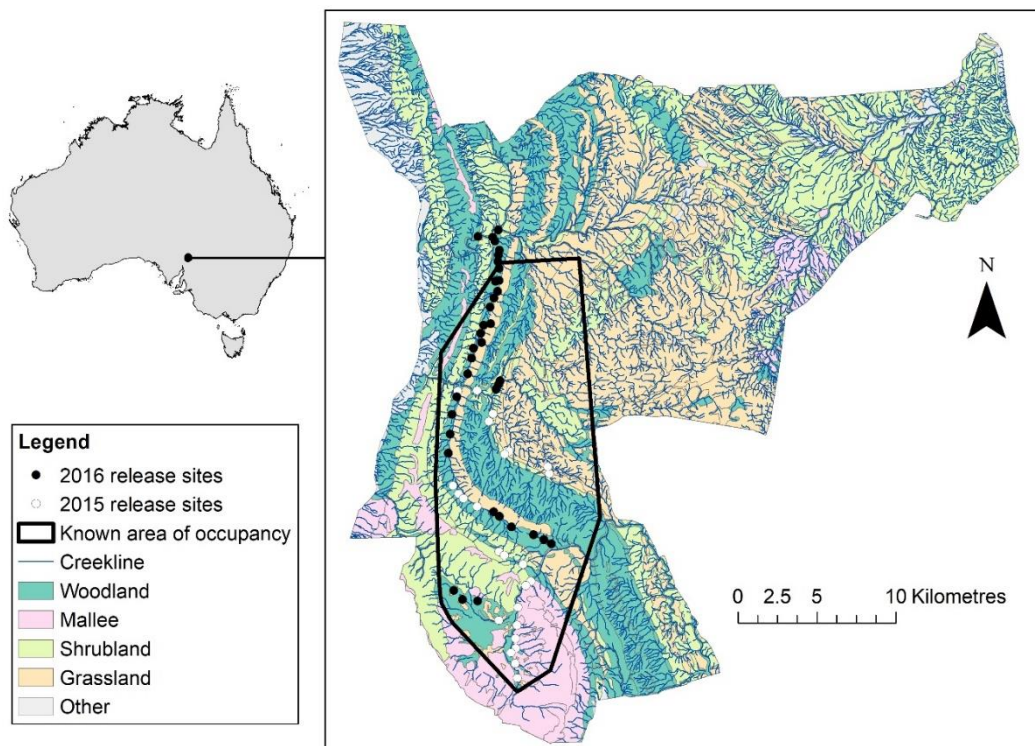 Legend
2016 release sites
2015 release sites
Known area of occupancy
Creekline
Woodland
Mallee
Shrubland
Grassland
Other
N
0 2.5 5 10 Kilometres